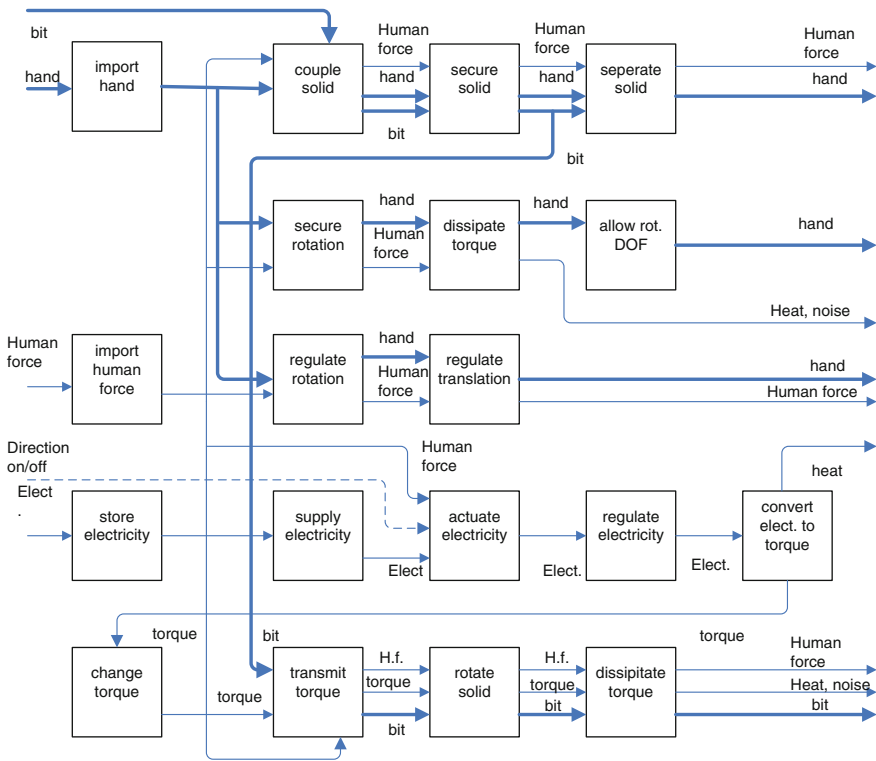 bit
hand
import
hand
couple
solid
Human
force
hand
bit
secure
solid
Human
force
hand
bit
seperate
solid
Human
force
hand
secure
rotation
hand
Human
force
dissipate
torque
hand
allow rot.
DOF
hand
Heat, noise
Human
force
import
human
force
regulate
rotation
hand
Human
force
regulate
translation
hand
Human force
Direction
on/off
Elect
.
store
electricity
supply
electricity
Human
force
Elect
actuate
electricity
Elect.
regulate
electricity
Elect.
convert
elect. to
torque
heat
torque
change
torque
torque
bit
transmit
torque
H.f.
torque
bit
rotate
solid
H.f.
torque
bit
dissipitate
torque
torque
Human
force
Heat, noise
bit